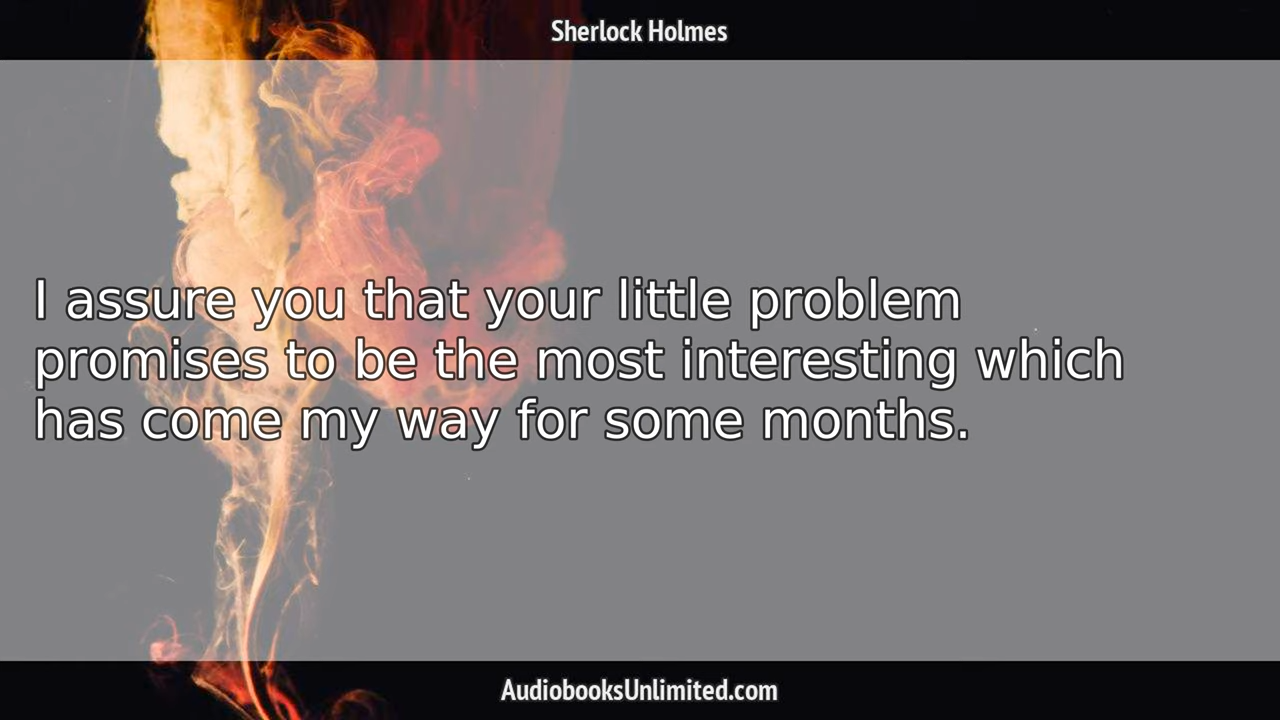 Sherlock Holmes
I assure you that your little problem
promises to be the most interesting which
has come my way for some months.
AudiobooksUnlimited.com